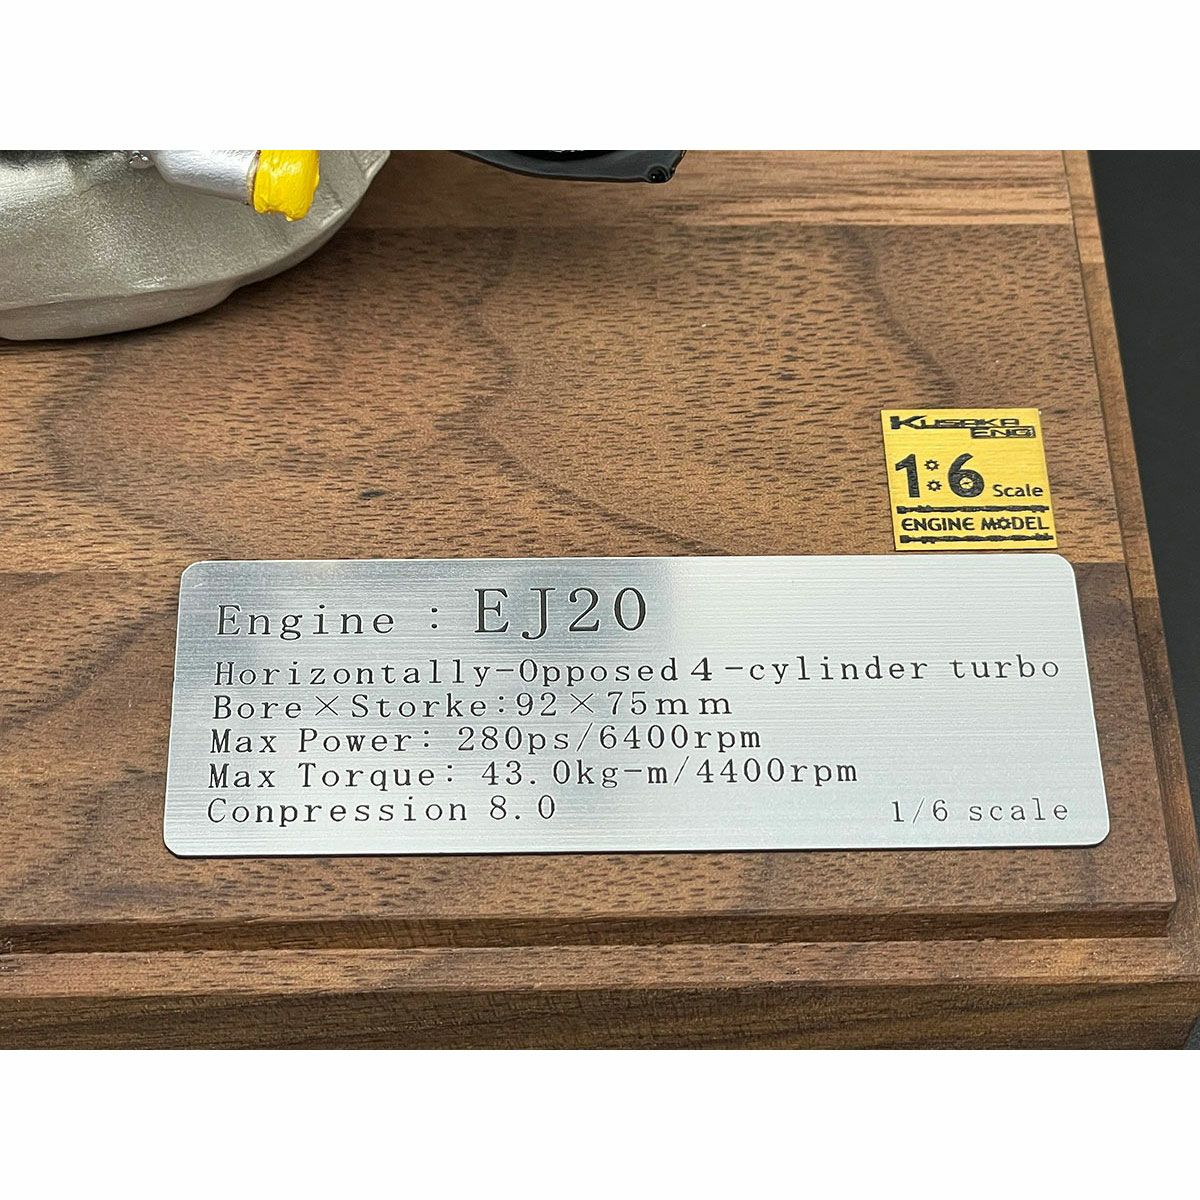 KUSAKA
ENG
1:6 Scale
ENGINE MODEL
Engine : EJ20
Horizontally-Opposed 4-cylinder turbo
Bore×Storke:92×75mm
Max Power: 280ps/6400rpm
Max Torque: 43.0kg-m/4400rpm
Conpression 8.0
1/6 scale